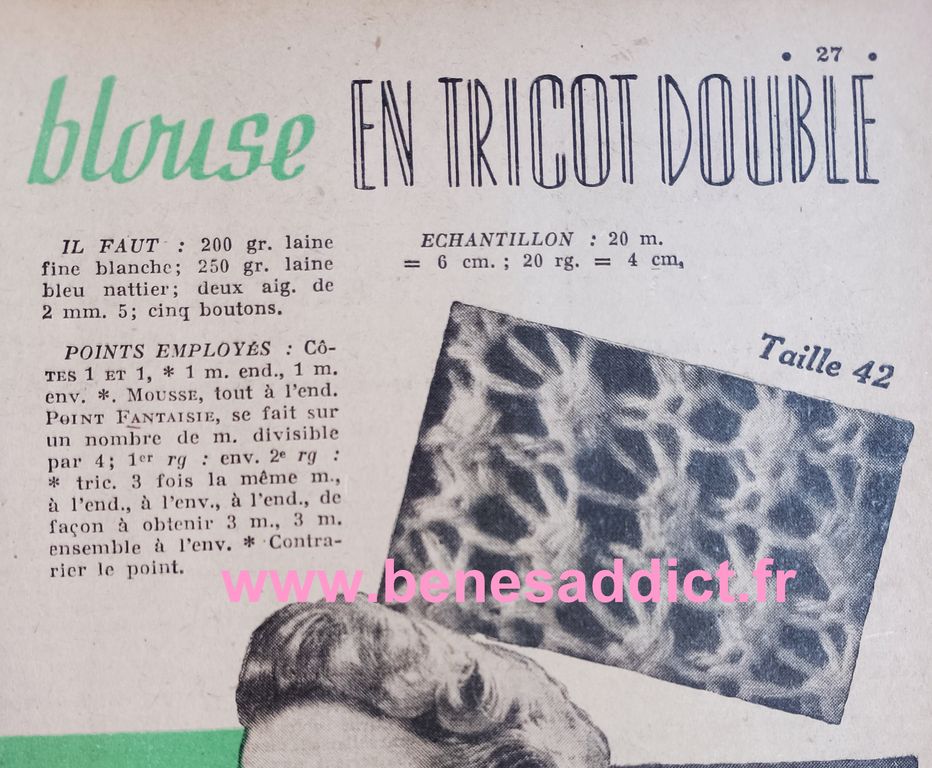 • 27 •
blouse EN TRICOT DOUBLE
IL FAUT : 200 gr. laine
fine blanche; 250 gr. laine
bleu nattier; deux aig. de
2 mm. 5; cinq boutons.
POINTS EMPLOYÉS : Cô-
TES 1 ET 1, * 1 m. end., 1 m.
env. *. MOUSSE, tout à l'end.
POINT FANTAISIE, se fait sur
un nombre de m. divisible
par 4; 1er rg : env. 2e rg :
* tric. 3 fois la même m.,
à l'end., à l'env., à l'end., de
façon à obtenir 3 m., 3 m.
ensemble à l'env. * Contra-
rier le point.
ECHANTILLON : 20 m.
= 6 cm. ; 20 rg. = 4 cm,
Taille 42
www.benesaddict.fr